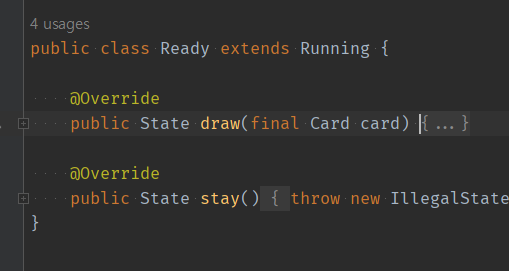 4 usages
public class Ready extends Running {
@Override
public State draw(final Card card) {...}
@Override
public State stay() { throw new IllegalState
}